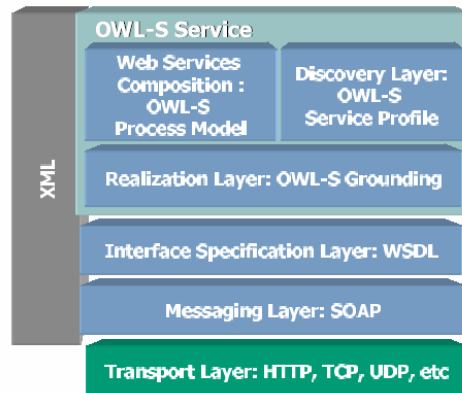 OWL-S Service
Web Services
Composition :
OWL-S
Process Model
Discovery Layer:
OWL-S
Service Profile
XML
Realization Layer: OWL-S Grounding
Interface Specification Layer: WSDL
Messaging Layer: SOAP
Transport Layer: HTTP, TCP, UDP, etc